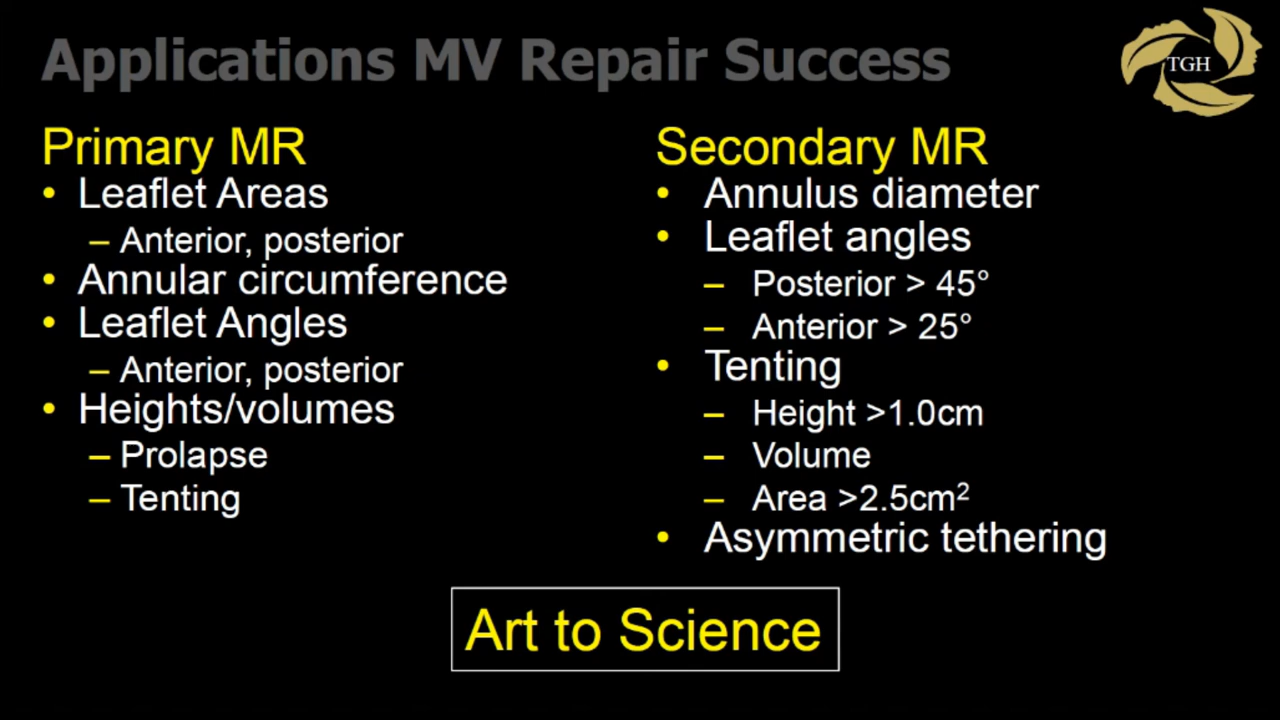 Applications MV Repair Success
TGH
Primary MR
• Leaflet Areas
– Anterior, posterior
• Annular circumference
• Leaflet Angles
– Anterior, posterior
• Heights/volumes
– Prolapse
– Tenting
Secondary MR
• Annulus diameter
• Leaflet angles
– Posterior > 45°
– Anterior > 25°
• Tenting
– Height >1.0cm
– Volume
– Area >2.5cm²
• Asymmetric tethering
Art to Science